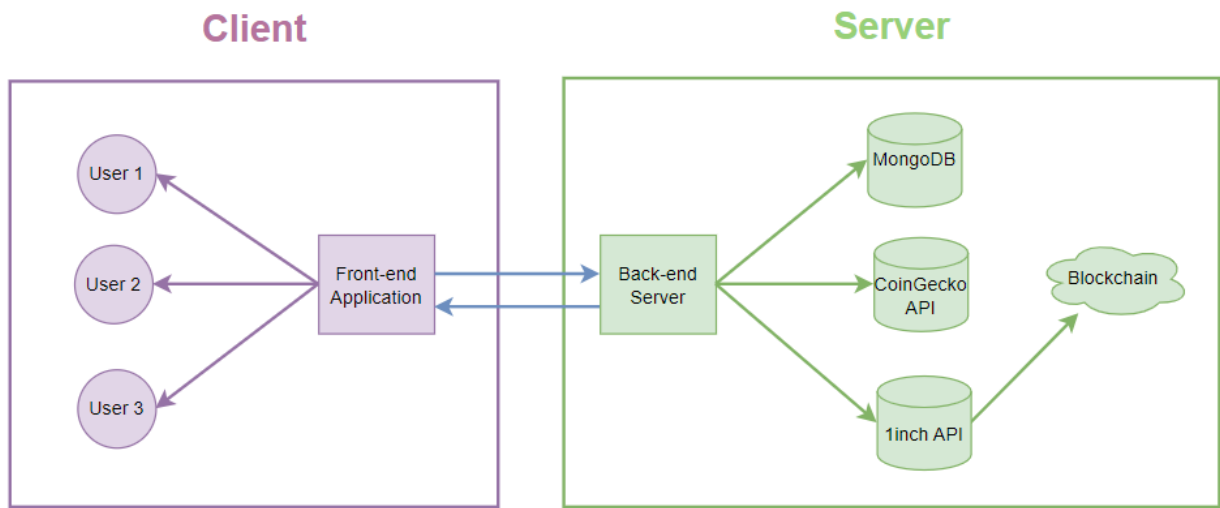 Client
Server
User 1
User 2
User 3
Front-end
Application
Back-end
Server
MongoDB
CoinGecko
API
1inch API
Blockchain